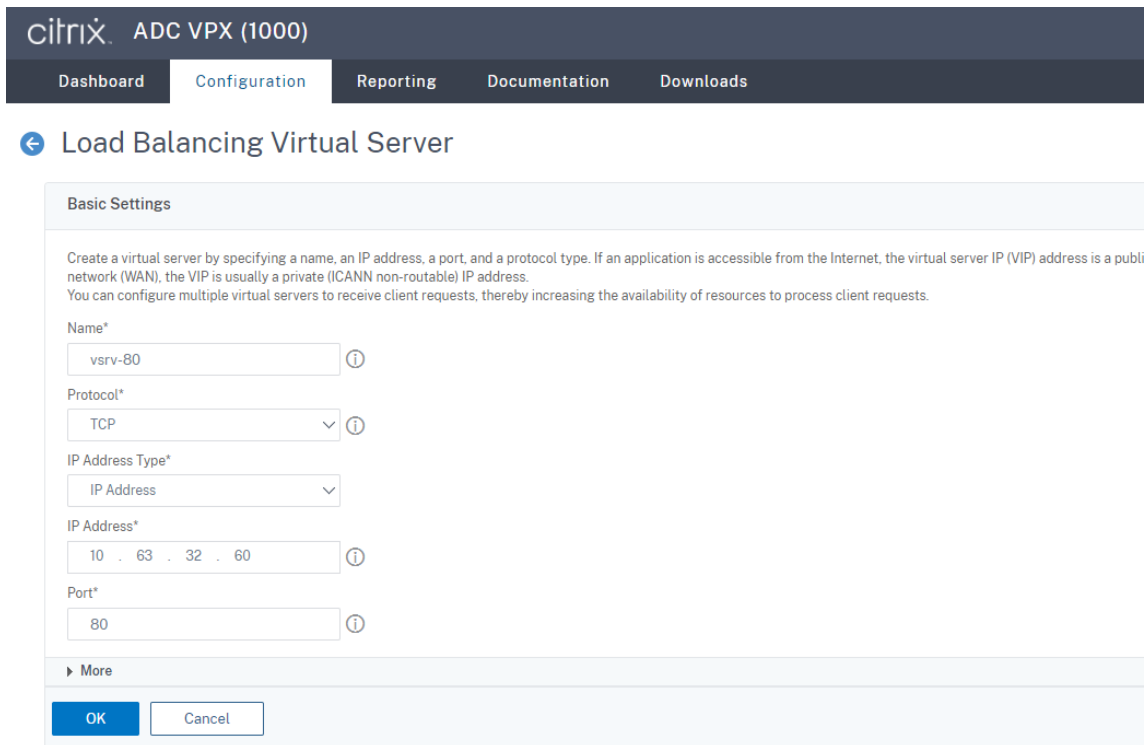 citrix. ADC VPX (1000)
Dashboard Configuration Reporting Documentation Downloads
Load Balancing Virtual Server
Basic Settings
Create a virtual server by specifying a name, an IP address, a port, and a protocol type. If an application is accessible from the Internet, the virtual server IP (VIP) address is a publi
network (WAN), the VIP is usually a private (ICANN non-routable) IP address.
You can configure multiple virtual servers to receive client requests, thereby increasing the availability of resources to process client requests.
Name*
vsrv-80
Protocol*
TCP
IP Address Type*
IP Address
IP Address*
10 . 63 . 32 . 60
Port*
80
More
OK Cancel